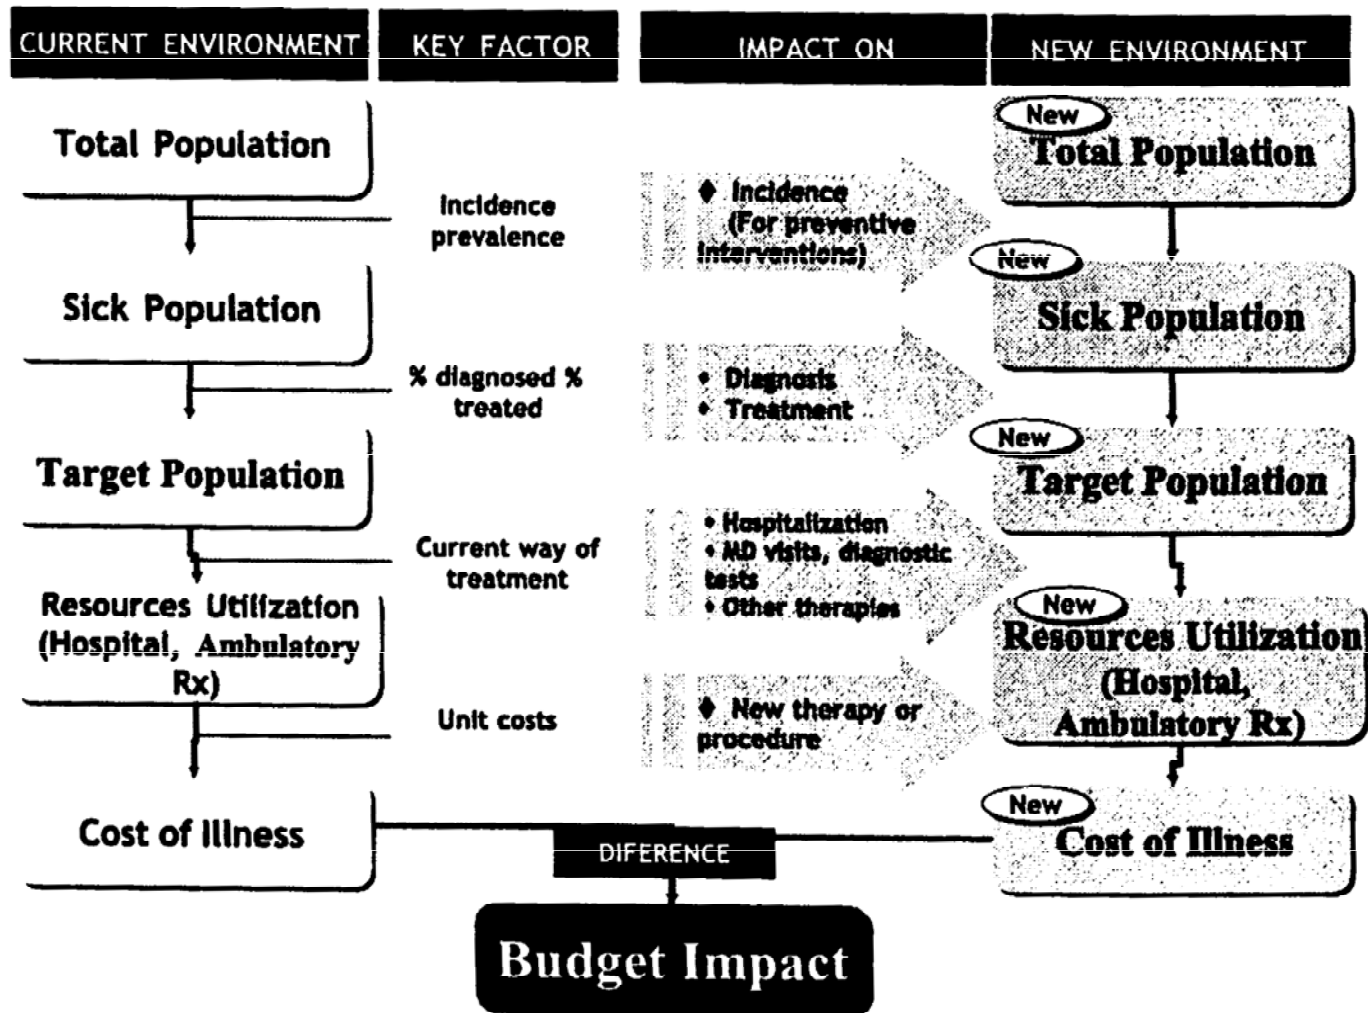 CURRENT ENVIRONMENT
KEY FACTOR
IMPACT ON
NEW ENVIRONMENT
Total Population
Incidence
prevalence
♦ Incidence
(For preventive
interventions)
New
Total Population
Sick Population
% diagnosed %
treated
• Diagnosis
• Treatment
New
Sick Population
Target Population
Current way of
treatment
• Hospitalization
• MD visits, diagnostic
tests
• Other therapies
New
Target Population
Resources Utilization
(Hospital, Ambulatory
Rx)
Unit costs
♦ New therapy or
procedure
New
Resources Utilization
(Hospital,
Ambulatory Rx)
Cost of Illness
DIFERENCE
New
Cost of Illness
Budget Impact